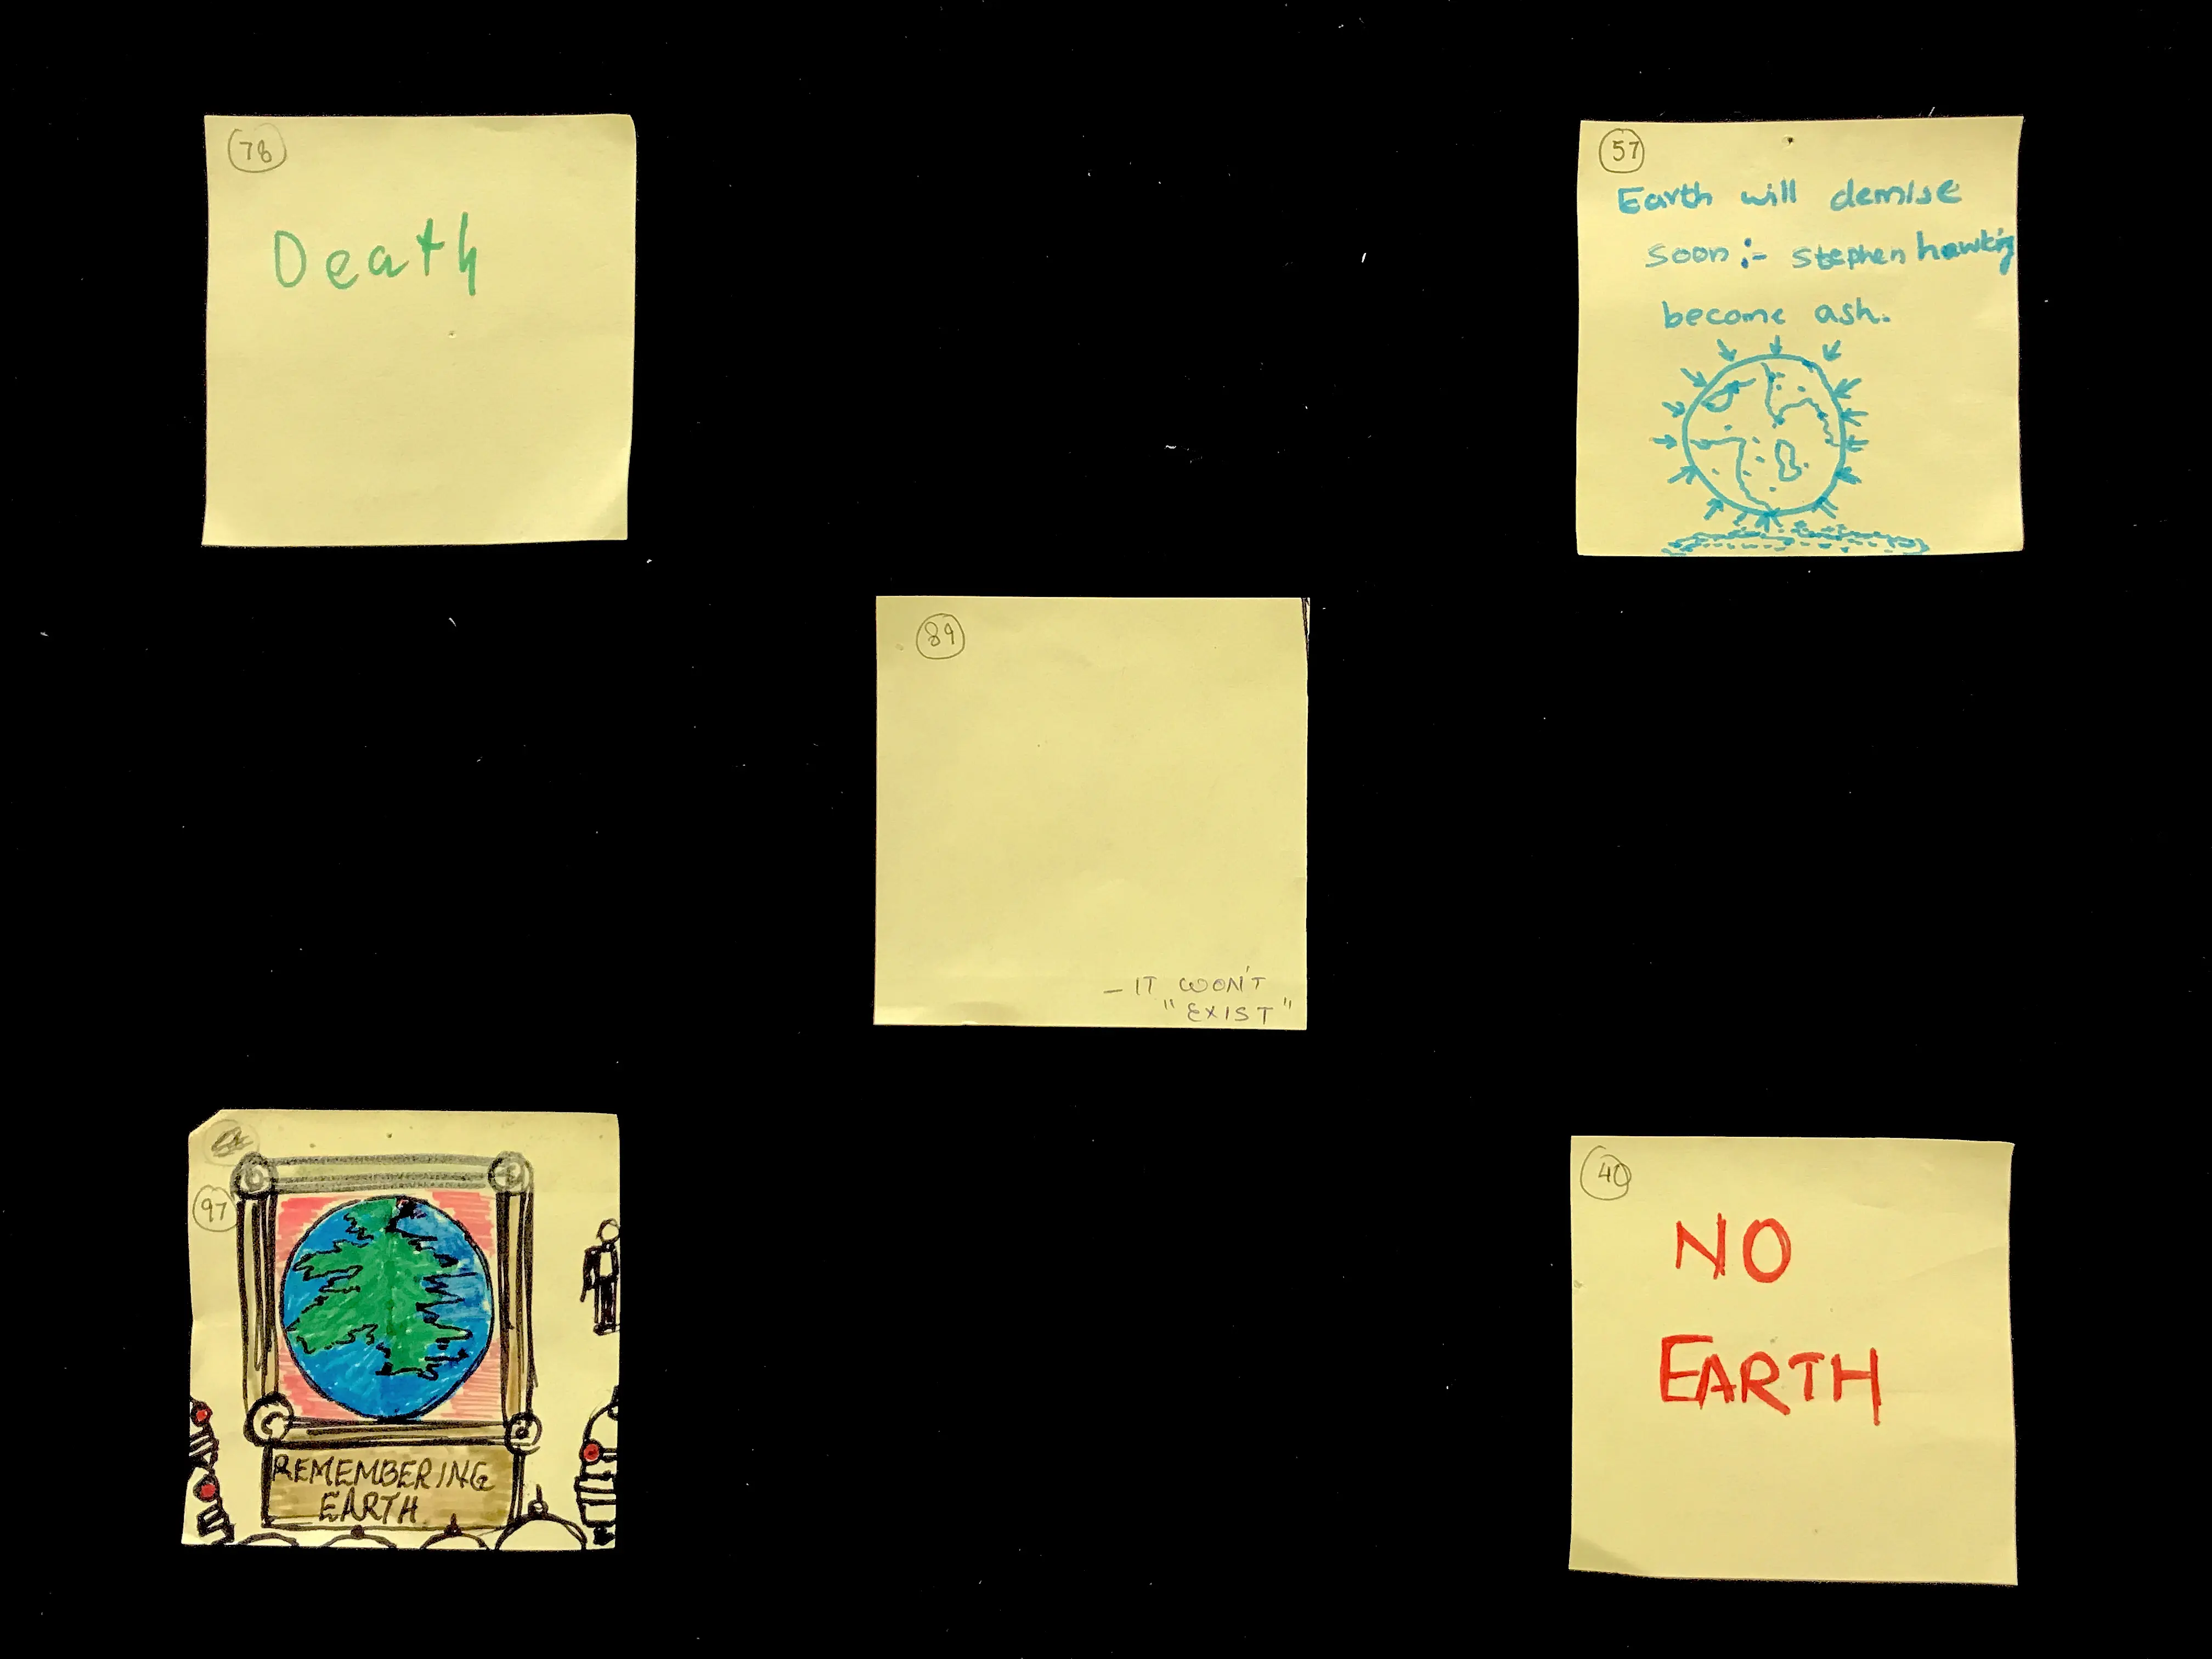 78
Death
57
Earth will demise
soon :- stephen hawking
become ash.
89
- IT WON'T
"EXIST"
97
REMEMBERING
EARTH
40
NO
EARTH